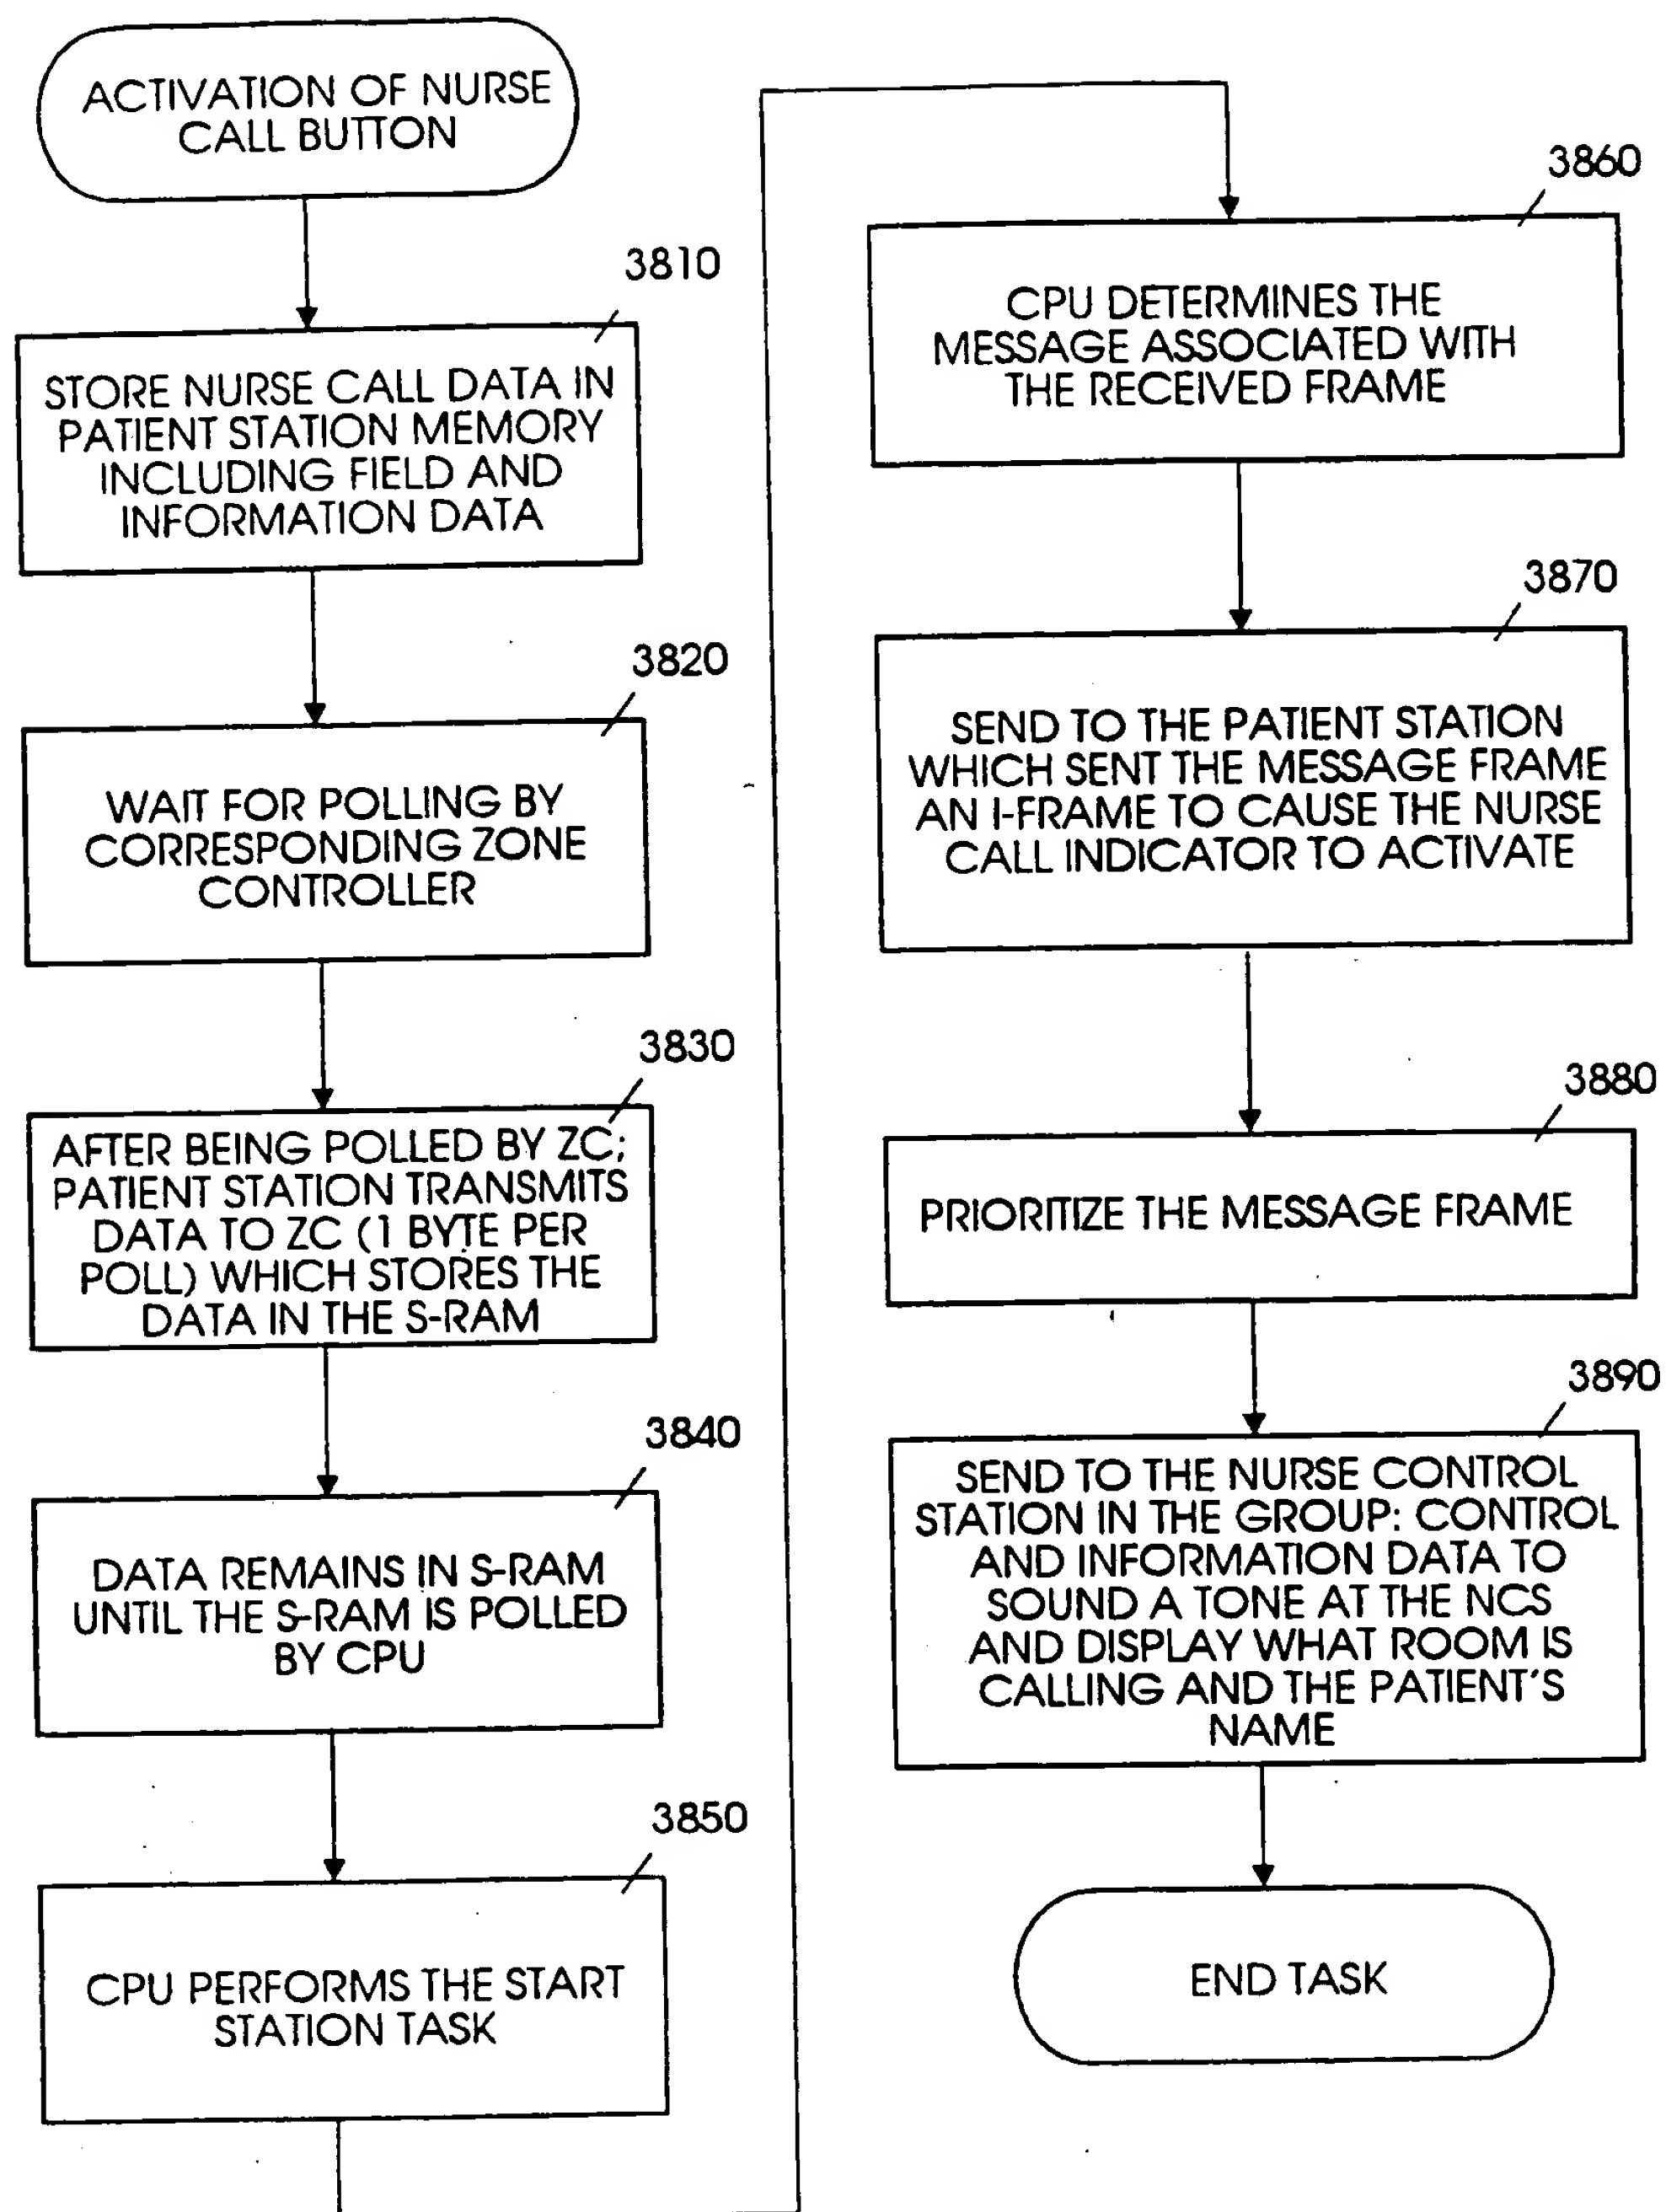 ACTIVATION OF NURSE
CALL BUTTON
3810
STORE NURSE CALL DATA IN
PATIENT STATION MEMORY
INCLUDING FIELD AND
INFORMATION DATA
3820
WAIT FOR POLLING BY
CORRESPONDING ZONE
CONTROLLER
3830
AFTER BEING POLLED BY ZC;
PATIENT STATION TRANSMITS
DATA TO ZC (1 BYTE PER
POLL) WHICH STORES THE
DATA IN THE S-RAM
3840
DATA REMAINS IN S-RAM
UNTIL THE S-RAM IS POLLED
BY CPU
3850
CPU PERFORMS THE START
STATION TASK
3860
CPU DETERMINES THE
MESSAGE ASSOCIATED WITH
THE RECEIVED FRAME
3870
SEND TO THE PATIENT STATION
WHICH SENT THE MESSAGE FRAME
AN I-FRAME TO CAUSE THE NURSE
CALL INDICATOR TO ACTIVATE
3880
PRIORITIZE THE MESSAGE FRAME
3890
SEND TO THE NURSE CONTROL
STATION IN THE GROUP: CONTROL
AND INFORMATION DATA TO
SOUND A TONE AT THE NCS
AND DISPLAY WHAT ROOM IS
CALLING AND THE PATIENT'S
NAME
END TASK